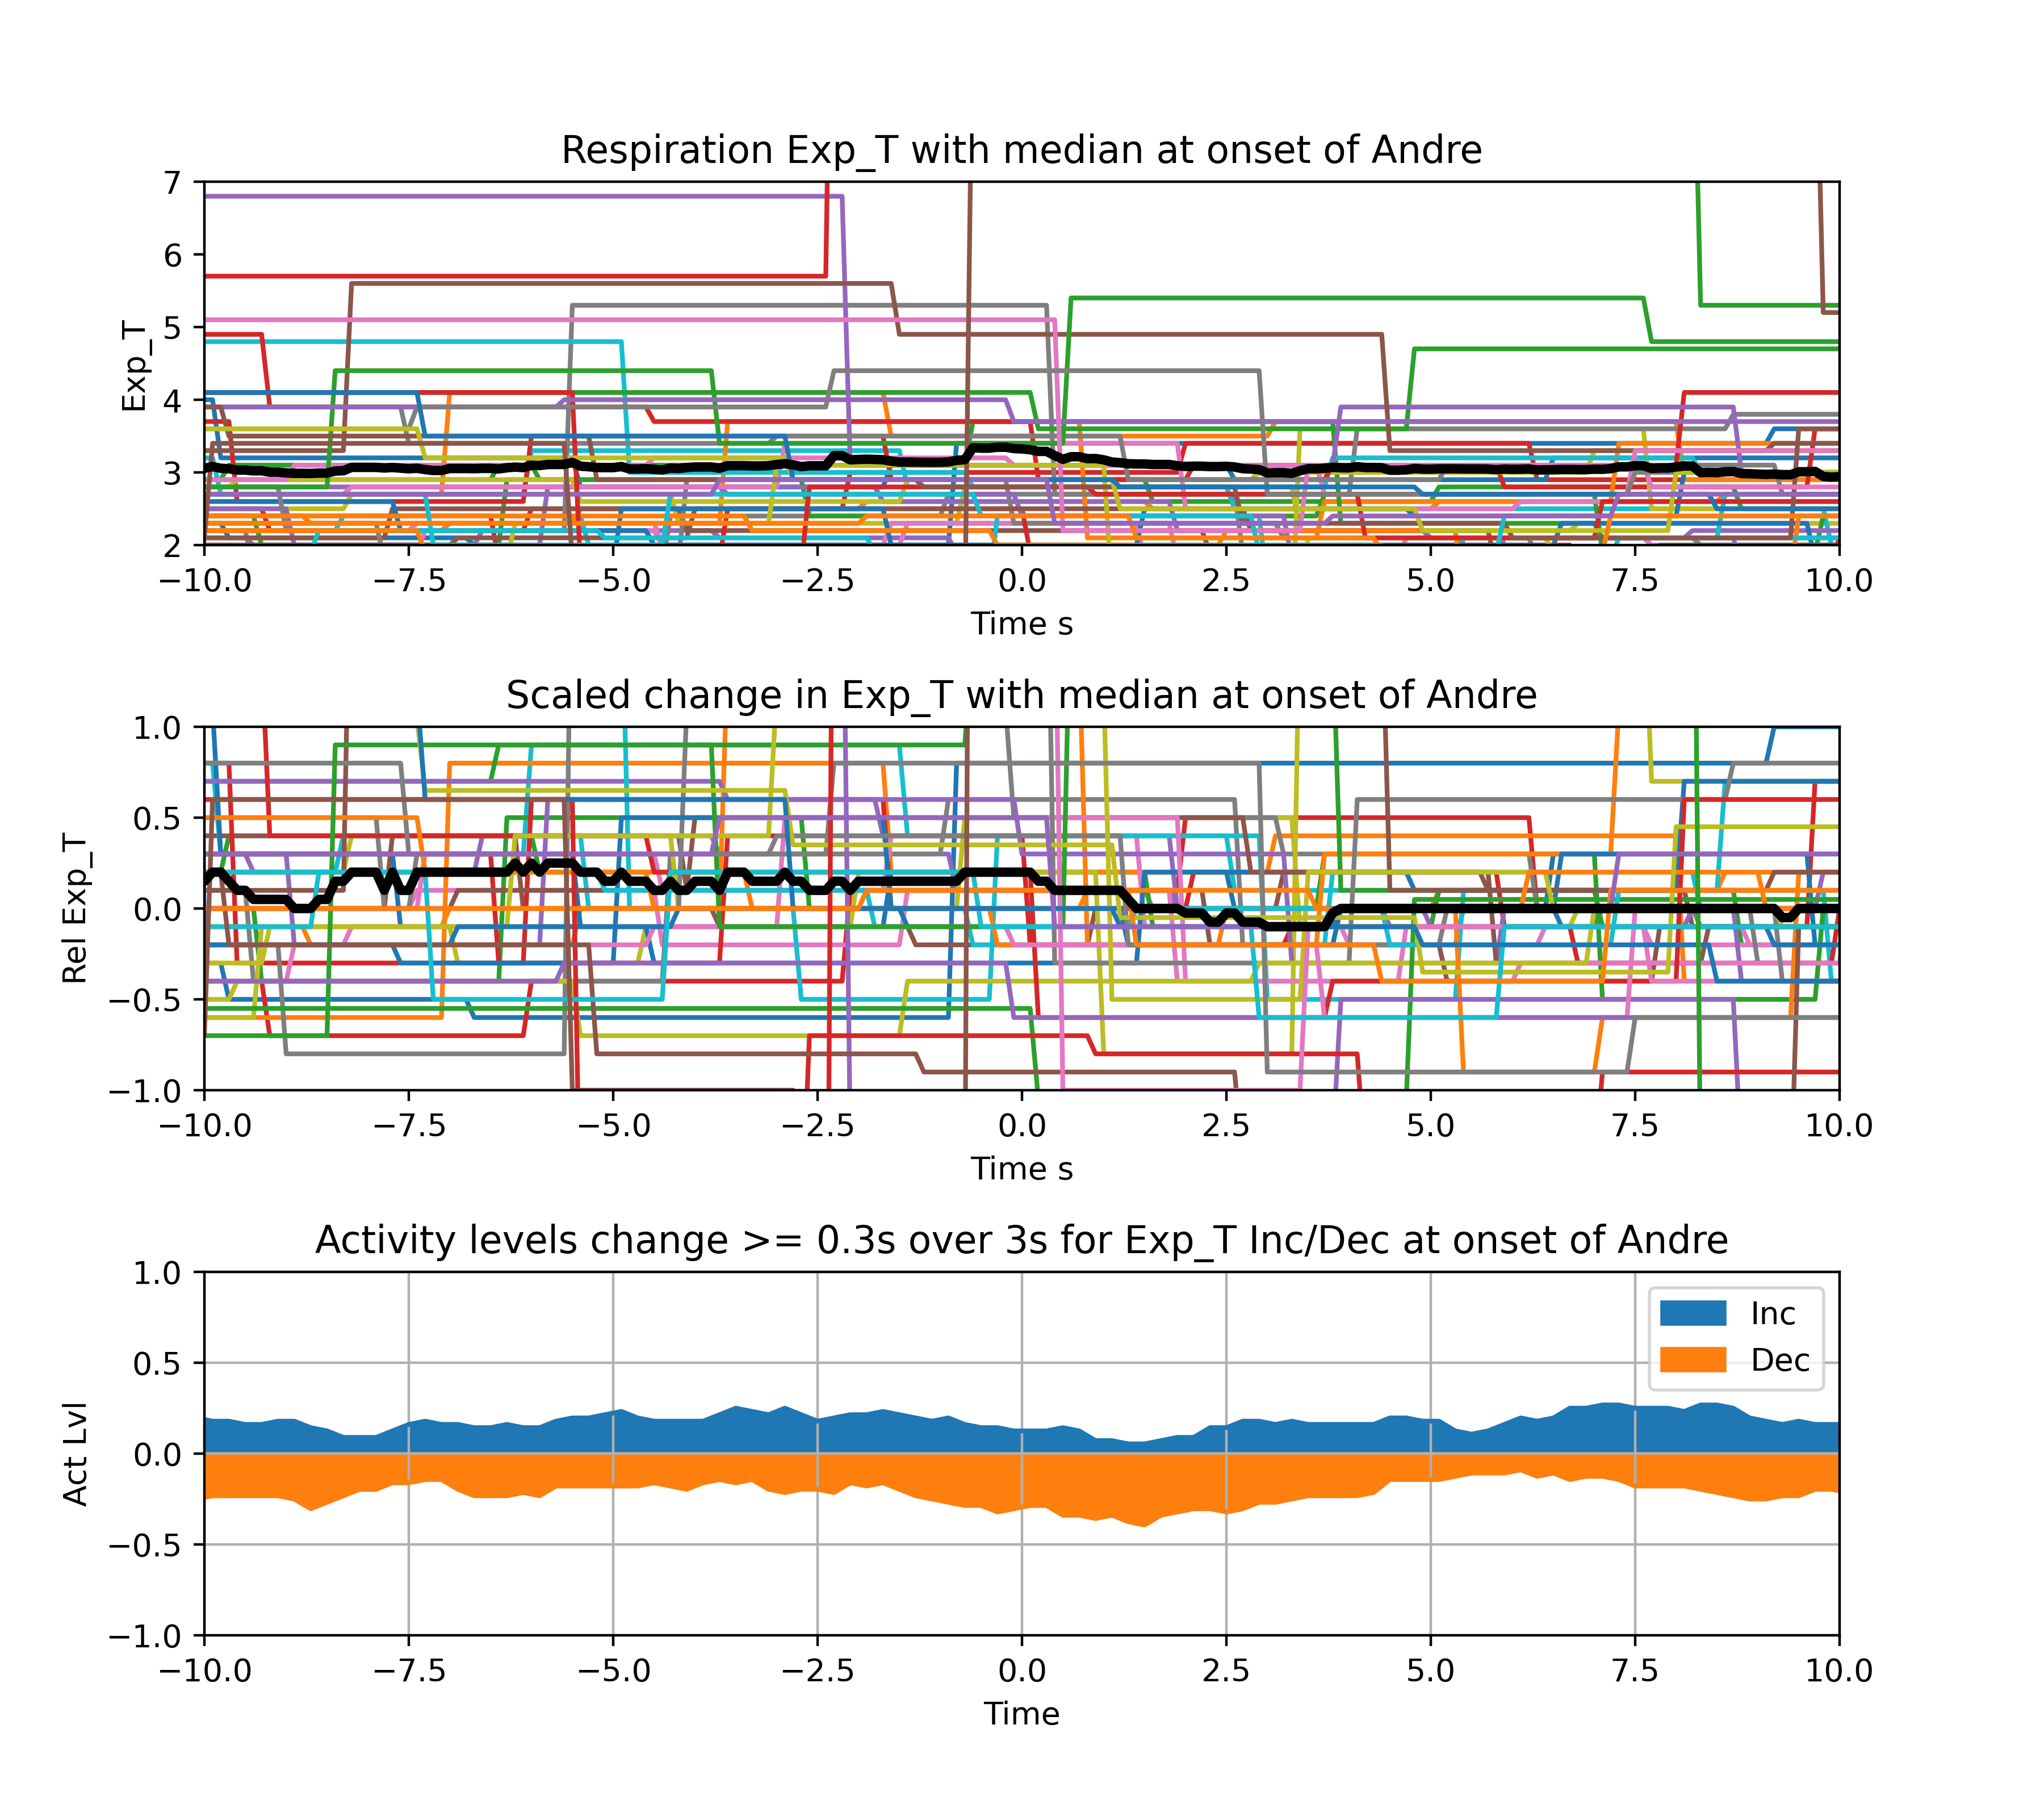 Respiration Exp_T with median at onset of Andre
7
6
5
4
3
2
Exp_T
−10.0 −7.5 −5.0 −2.5 0.0 2.5 5.0 7.5 10.0
Time s
Scaled change in Exp_T with median at onset of Andre
1.0
0.5
0.0
−0.5
−1.0
Rel Exp_T
−10.0 −7.5 −5.0 −2.5 0.0 2.5 5.0 7.5 10.0
Time s
Activity levels change >= 0.3s over 3s for Exp_T Inc/Dec at onset of Andre
1.0
0.5
0.0
−0.5
−1.0
Act Lvl
Inc
Dec
−10.0 −7.5 −5.0 −2.5 0.0 2.5 5.0 7.5 10.0
Time